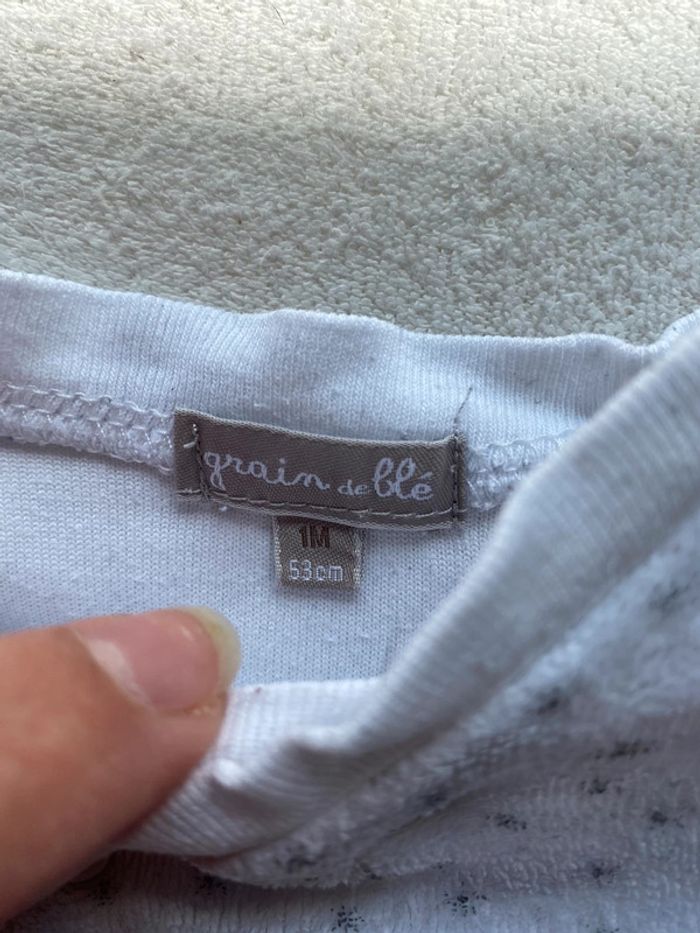 grain de blé
1M
53cm